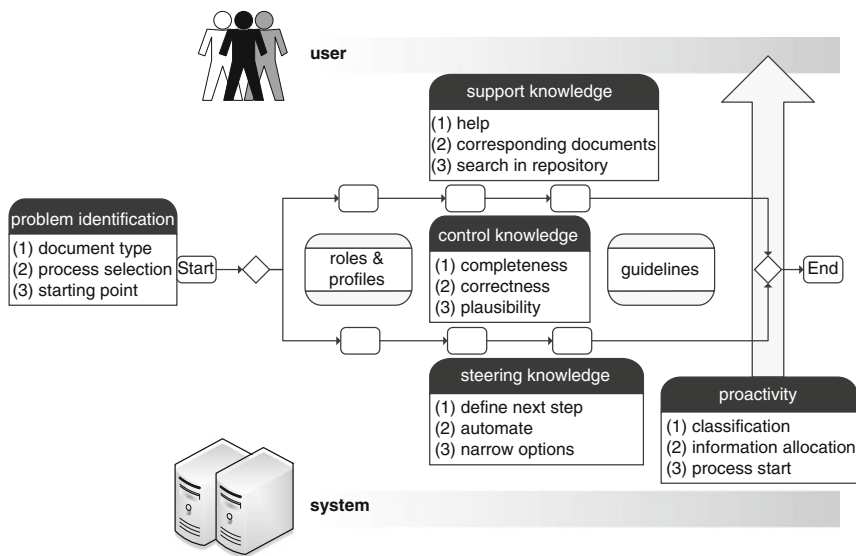 user
support knowledge
(1) help
(2) corresponding documents
(3) search in repository
problem identification
(1) document type
(2) process selection
(3) starting point
Start
roles &
profiles
control knowledge
(1) completeness
(2) correctness
(3) plausibility
guidelines
End
steering knowledge
(1) define next step
(2) automate
(3) narrow options
proactivity
(1) classification
(2) information allocation
(3) process start
system